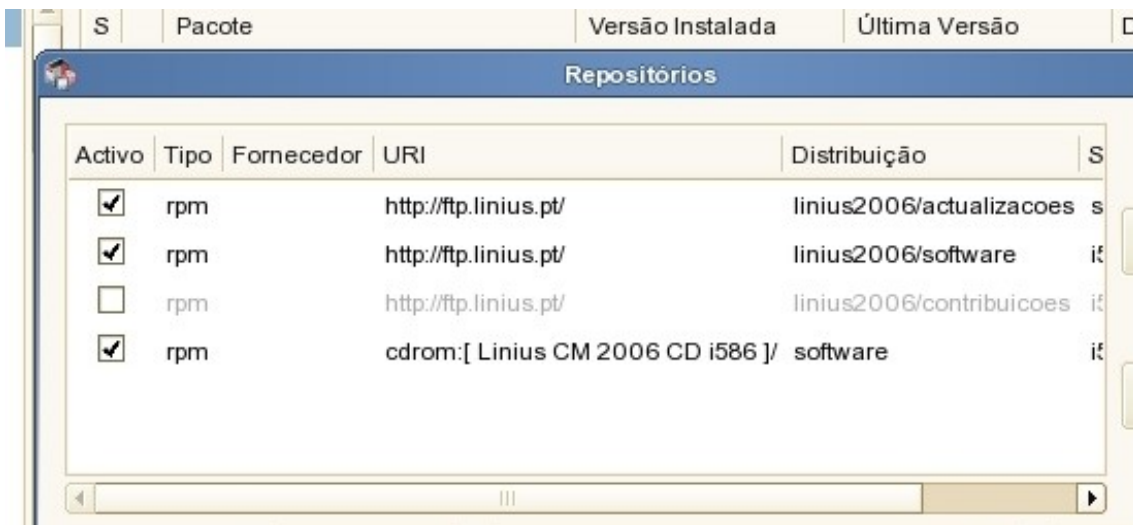 S Pacote Versão Instalada Última Versão
Repositórios
Activo Tipo Fornecedor URI Distribuição S
rpm http://ftp.linius.pt/ linius2006/actualizacoes s
rpm http://ftp.linius.pt/ linius2006/software
rpm http://ftp.linius.pt/ linius2006/contribuicoes
rpm cdrom:[ Linius CM 2006 CD i586 ]/ software